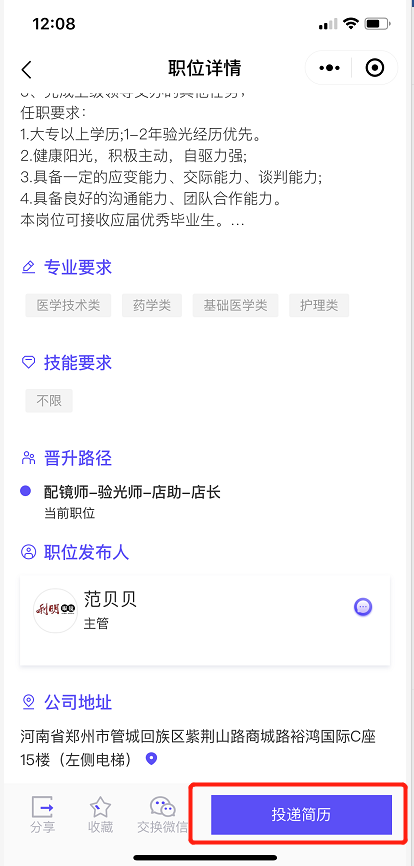 12:08
职位详情
任职要求：
1.大专以上学历;1-2年验光经历优先。
2.健康阳光，积极主动，自驱力强;
3.具备一定的应变能力、交际能力、谈判能力;
4.具备良好的沟通能力、团队合作能力。
本岗位可接收应届优秀毕业生。...
专业要求
医学技术类 药学类 基础医学类 护理类
技能要求
不限
晋升路径
配镜师-验光师-店助-店长
当前职位
职位发布人
范贝贝
主管
公司地址
河南省郑州市管城回族区紫荆山路商城路裕鸿国际C座
15楼（左侧电梯）
分享 收藏 交换微信 投递简历